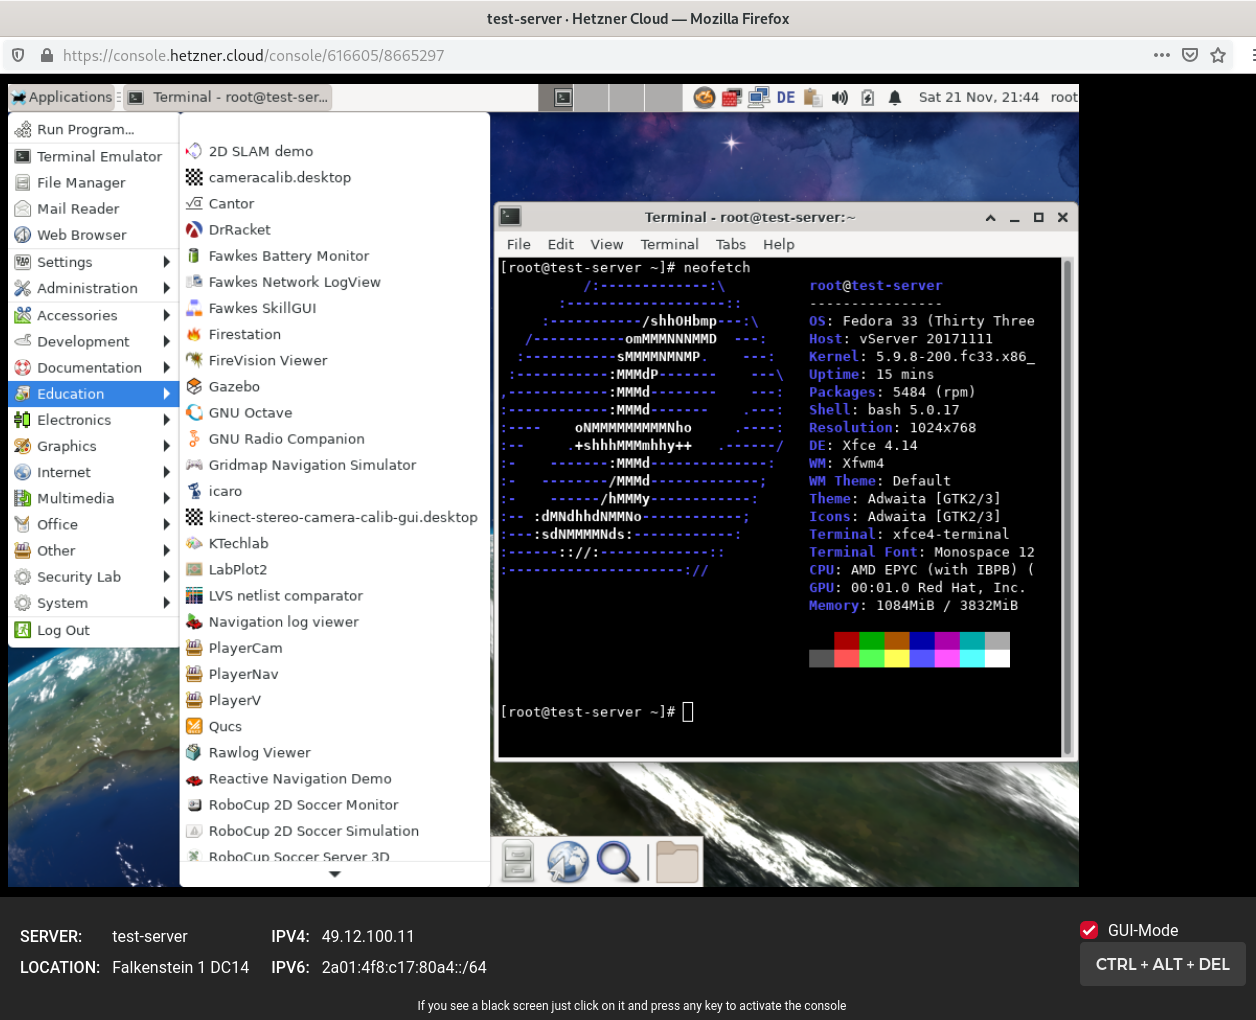 test-server · Hetzner Cloud — Mozilla Firefox
https://console.hetzner.cloud/console/616605/8665297
Applications
Terminal - root@test-ser...
DE
Sat 21 Nov, 21:44
root
Run Program...
Terminal Emulator
File Manager
Mail Reader
Web Browser
Settings
Administration
Accessories
Development
Documentation
Education
Electronics
Graphics
Internet
Multimedia
Office
Other
Security Lab
System
Log Out
2D SLAM demo
cameracalib.desktop
Cantor
DrRacket
Fawkes Battery Monitor
Fawkes Network LogView
Fawkes SkillGUI
Firestation
FireVision Viewer
Gazebo
GNU Octave
GNU Radio Companion
Gridmap Navigation Simulator
icaro
kinect-stereo-camera-calib-gui.desktop
KTechlab
LabPlot2
LVS netlist comparator
Navigation log viewer
PlayerCam
PlayerNav
PlayerV
Qucs
Rawlog Viewer
Reactive Navigation Demo
RoboCup 2D Soccer Monitor
RoboCup 2D Soccer Simulation
RoboCup Soccer Server 3D
Terminal - root@test-server:~
File Edit View Terminal Tabs Help
[root@test-server ~]# neofetch
/:-------------:\
:-------------------::
:-----------/shhOHbmp---:\
/-----------omMMMNNNMMD  ---:
:-----------sMMMMNMNMP.    ---:
:-----------:MMMdP-------    ---\
,------------:MMMd--------    ---:
:------------:MMMd-------    .---:
:----    oNMMMMMMMMMNho     .----:
:--     .+shhhMMMmhhy++   .------/
:-    -------:MMMd--------------:
:-   --------/MMMd-------------;
:-    ------/hMMMy------------:
:-- :dMNdhhdNMMNo------------;
:---:sdNMMMMNds:------------:
:------:://:-------------::
:---------------------://
root@test-server
----------------
OS: Fedora 33 (Thirty Three
Host: vServer 20171111
Kernel: 5.9.8-200.fc33.x86_
Uptime: 15 mins
Packages: 5484 (rpm)
Shell: bash 5.0.17
Resolution: 1024x768
DE: Xfce 4.14
WM: Xfwm4
WM Theme: Default
Theme: Adwaita [GTK2/3]
Icons: Adwaita [GTK2/3]
Terminal: xfce4-terminal
Terminal Font: Monospace 12
CPU: AMD EPYC (with IBPB) (
GPU: 00:01.0 Red Hat, Inc.
Memory: 1084MiB / 3832MiB
[root@test-server ~]#
SERVER: test-server
IPV4: 49.12.100.11
LOCATION: Falkenstein 1 DC14
IPV6: 2a01:4f8:c17:80a4::/64
GUI-Mode
CTRL + ALT + DEL
If you see a black screen just click on it and press any key to activate the console